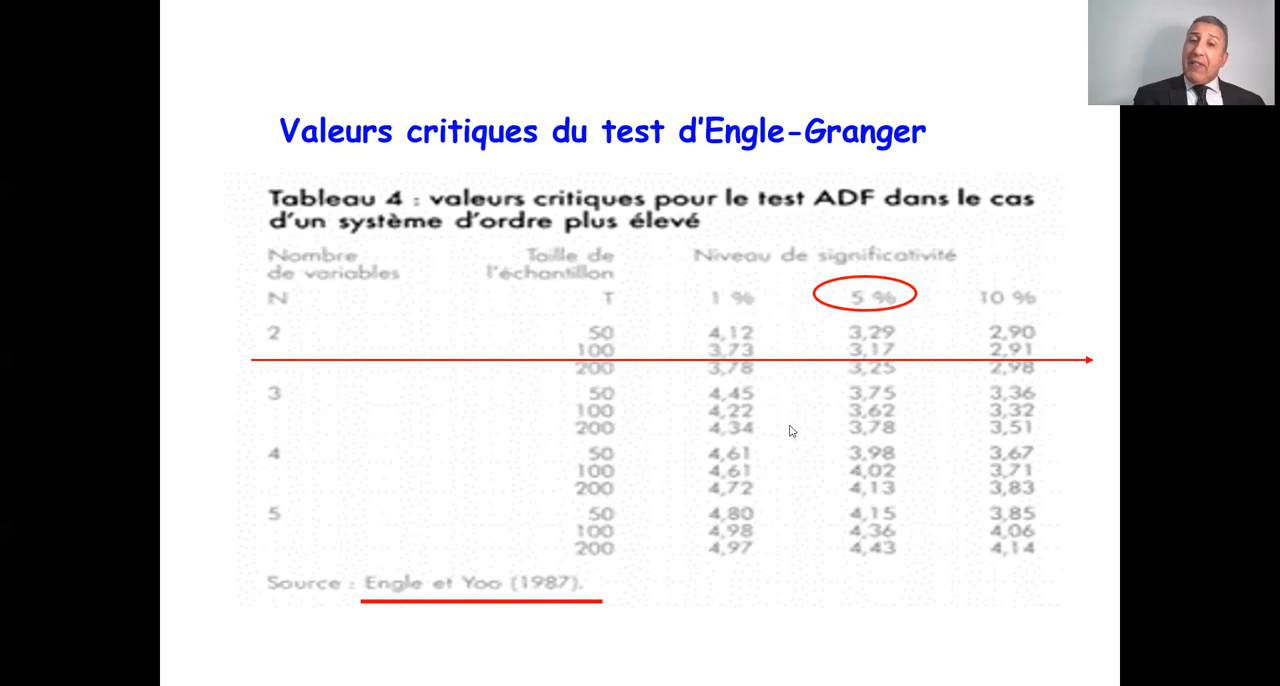 Valeurs critiques du test d'Engle-Granger
Tableau 4 : valeurs critiques pour le test ADF dans le cas
d'un système d'ordre plus élevé
Nombre Taille de Niveau de significativité
de variables l'échantillon
N T 1 % 5 % 10 %
2 50 4,12 3,29 2,90
100 3,73 3,17 2,91
200 3,78 3,25 2,98
3 50 4,45 3,75 3,36
100 4,22 3,62 3,32
200 4,34 3,78 3,51
4 50 4,61 3,98 3,67
100 4,61 4,02 3,71
200 4,72 4,13 3,83
5 50 4,80 4,15 3,85
100 4,98 4,36 4,06
200 4,97 4,43 4,14
Source : Engle et Yoo (1987).